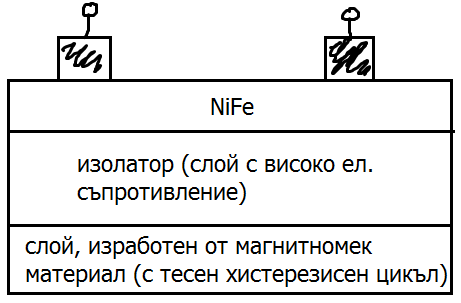 NiFe
изолатор (слой с високо ел.
съпротивление)
слой, изработен от магнитномек
материал (с тесен хистерезисен цикъл)